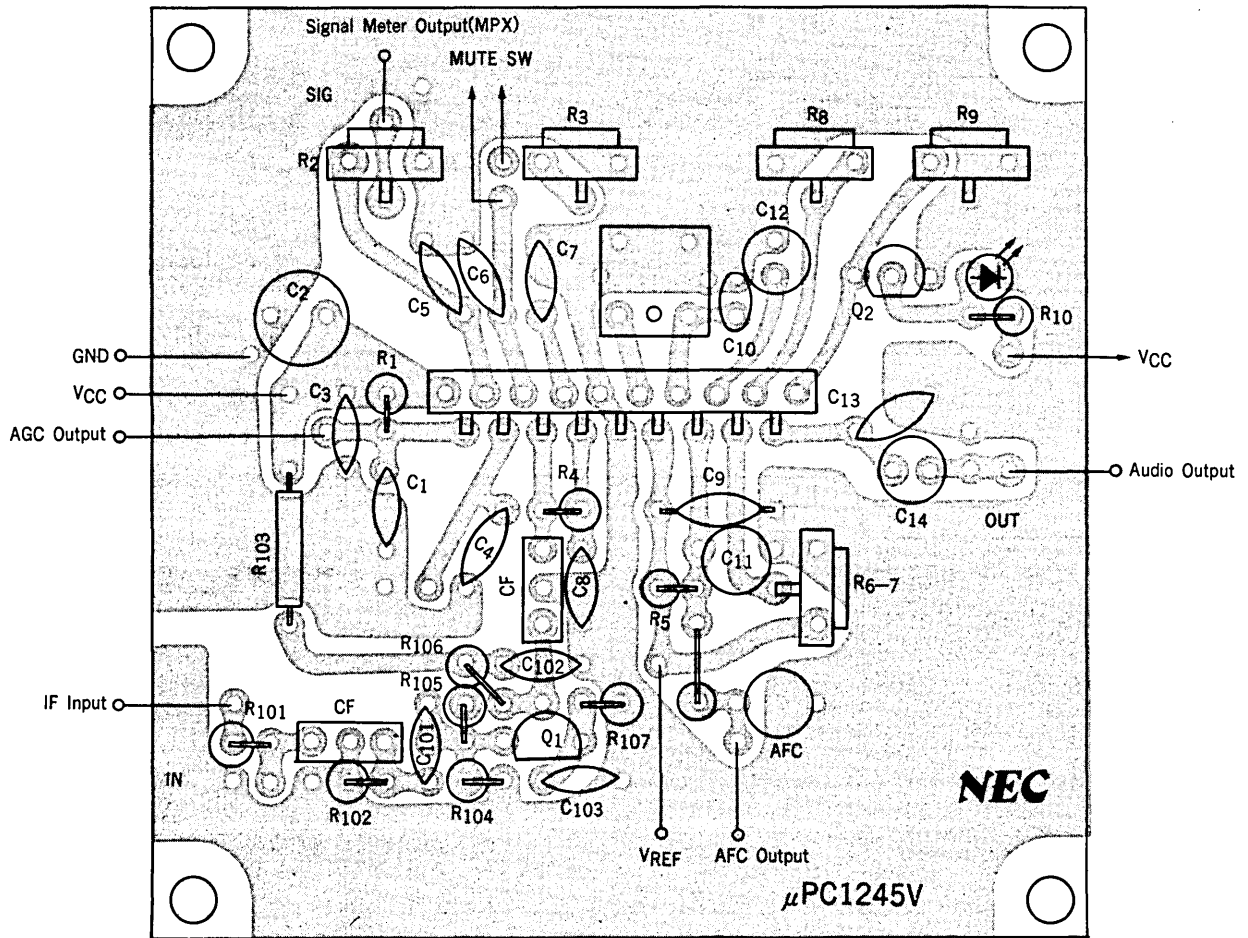 Signal Meter Output(MPX)
MUTE SW
SIG
R2
R3
R8
R9
C12
C7
C6
C5
C2
Q2
R10
C10
GND
VCC
VCC
R1
C3
C13
AGC Output
Audio Output
C1
R4
C9
C14
OUT
R103
C4
CF
C8
C11
R6-7
R5
R106
C102
R105
IF Input
R101
CF
C101
Q1
R107
AFC
IN
R102
R104
C103
NEC
VREF
AFC Output
μPC1245V